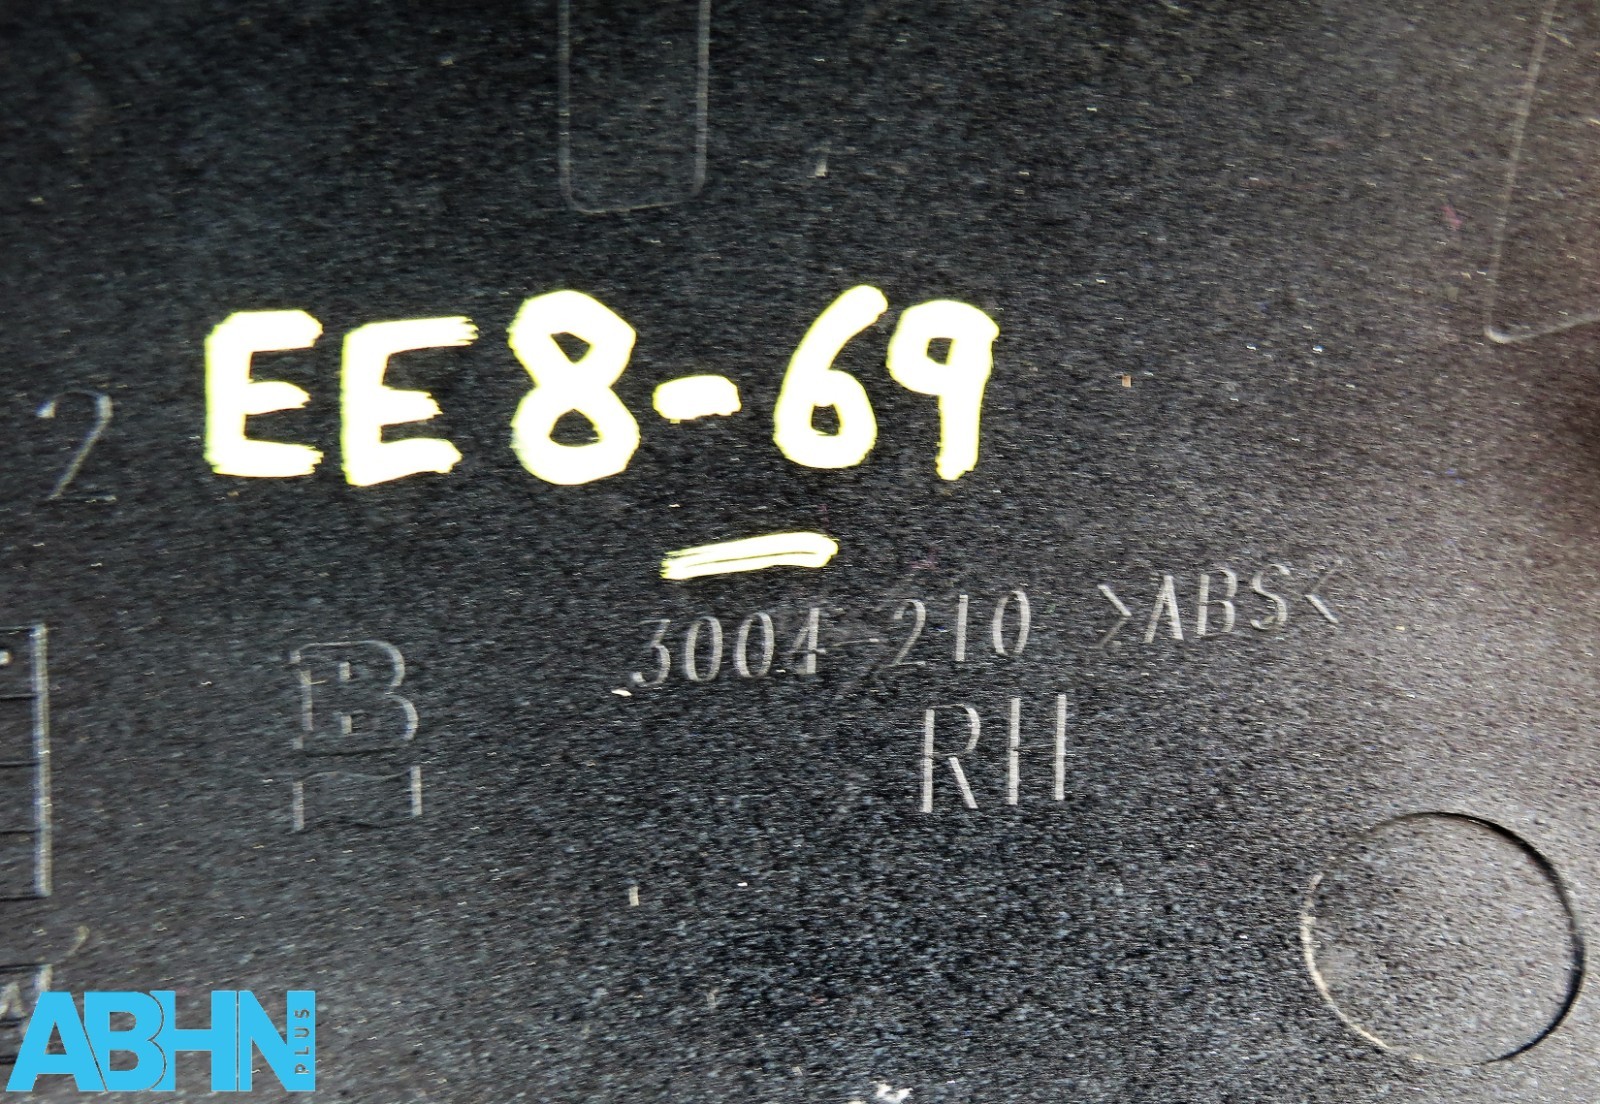 EE8-69
2
3004-210 >ABS<
B
RH
ABHN PLUS